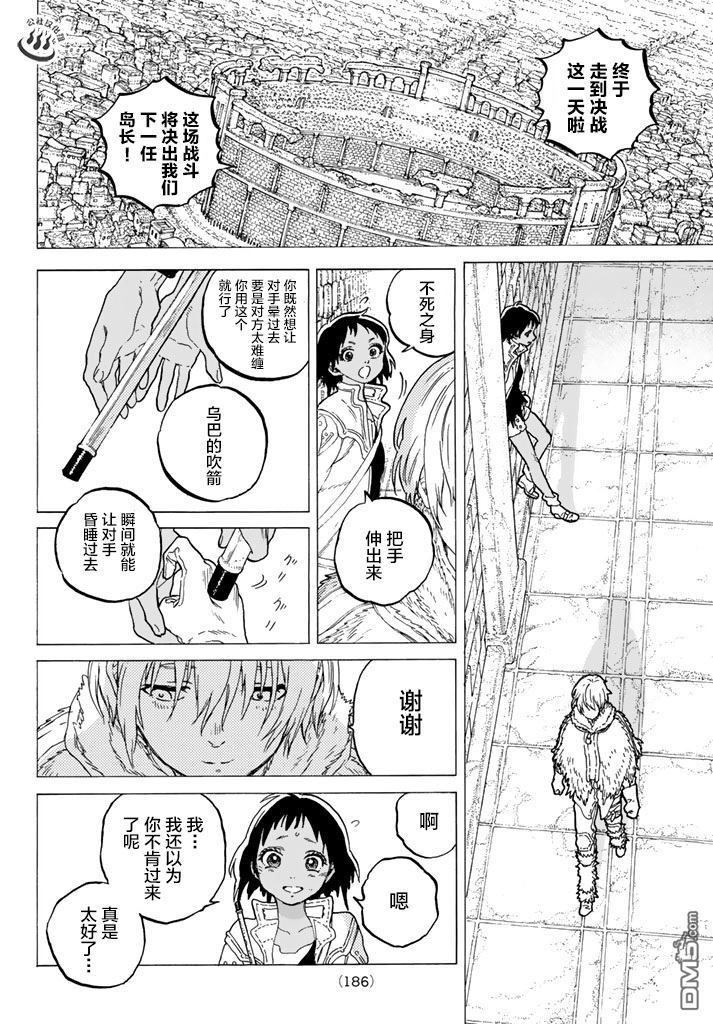 终于
走到决战
这一天啦
这场战斗
将决出我们
下一任
岛长！
不死之身
把手
伸出来
你既然想让
对手晕过去
要是对方太难缠
你用这个
就行了
乌巴的吹箭
瞬间就能
让对手
昏睡过去
谢谢
啊
嗯
我…
我还以为
你不肯过来
了呢
真是
太好了…
(186)
DM5.com